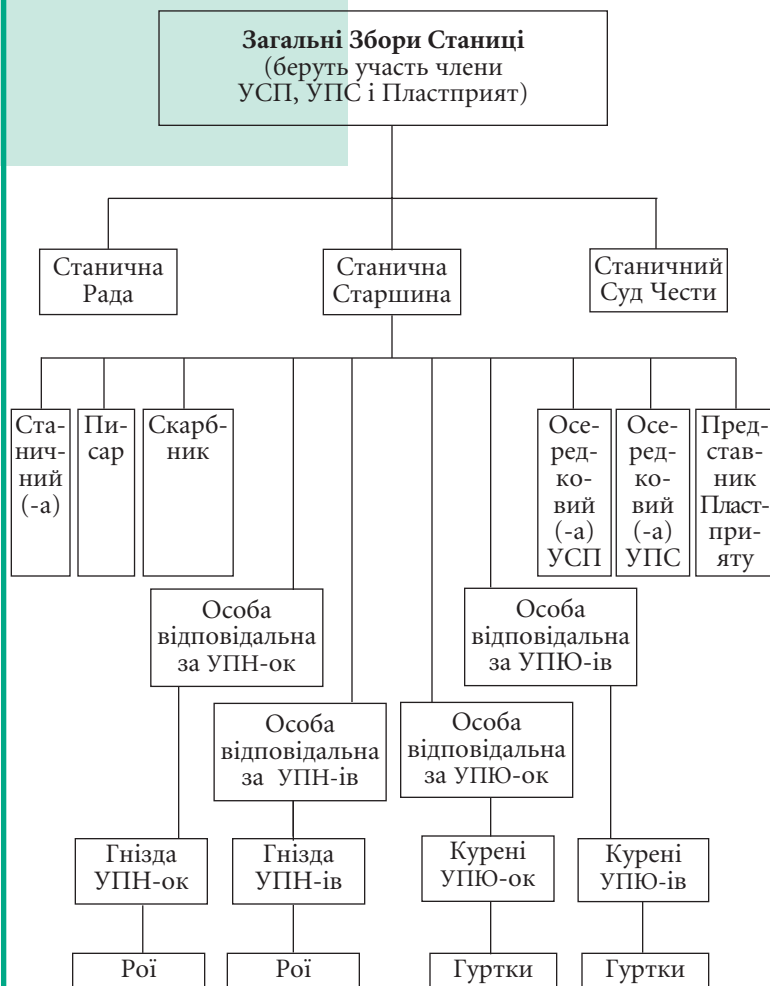 Загальні Збори Станиці
(беруть участь члени
УСП, УПС і Пластприят)
Станична
Рада
Станична
Старшина
Станичний
Суд Чести
Ста-
нич-
ний
(-а)
Пи-
сар
Скарб-
ник
Осе-
ред-
ко-
вий
(-а)
УСП
Осе-
ред-
ко-
вий
(-а)
УПС
Пред-
став-
ник
Пласт-
при-
яту
Особа
відповідальна
за УПН-ок
Особа
відповідальна
за УПЮ-ів
Особа
відповідальна
за УПН-ів
Особа
відповідальна
за УПЮ-ок
Гнізда
УПН-ок
Гнізда
УПН-ів
Курені
УПЮ-ок
Курені
УПЮ-ів
Рої
Рої
Гуртки
Гуртки